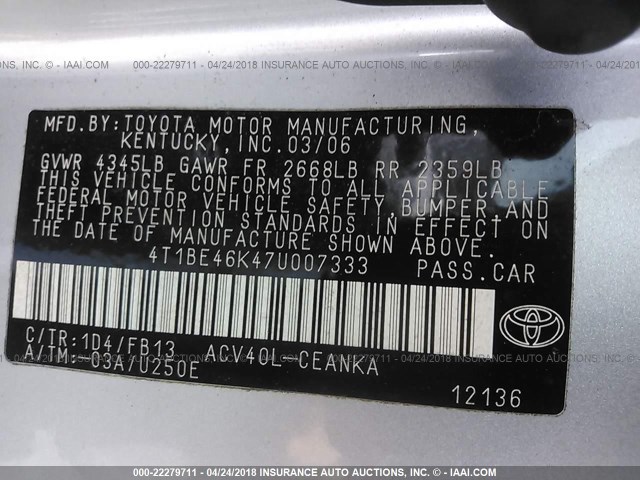 000-22279711 - 04/24/2018 INSURANCE AUTO AUCTIONS, INC. - © IAAI.COM
MFD.BY:TOYOTA MOTOR MANUFACTURING,
KENTUCKY, INC.03/06
GVWR 4345LB GAWR FR 2668LB RR 2359LB
THIS VEHICLE CONFORMS TO ALL APPLICABLE
FEDERAL MOTOR VEHICLE SAFETY, BUMPER, AND
THEFT PREVENTION STANDARDS IN EFFECT ON
THE DATE OF MANUFACTURE SHOWN ABOVE.
4T1BE46K47U007333 PASS.CAR
C/TR:1D4/FB13 ACV40L-CEANKA
A/TM:-03A/U250E
12136
000-22279711 - 04/24/2018 INSURANCE AUTO AUCTIONS, INC. - © IAAI.COM